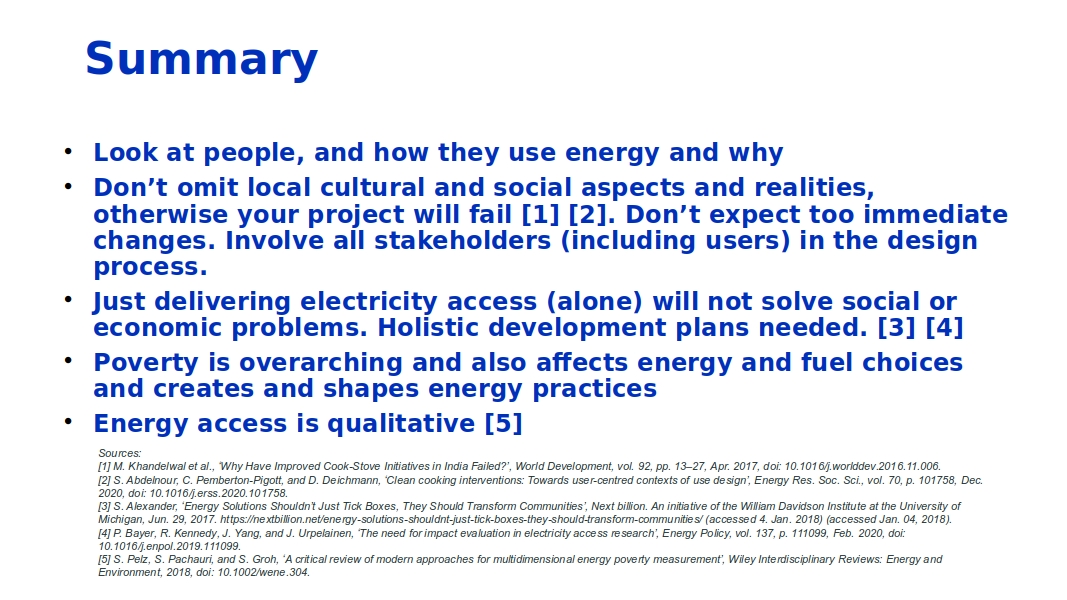 Summary
• Look at people, and how they use energy and why
• Don’t omit local cultural and social aspects and realities,
otherwise your project will fail [1] [2]. Don’t expect too immediate
changes. Involve all stakeholders (including users) in the design
process.
• Just delivering electricity access (alone) will not solve social or
economic problems. Holistic development plans needed. [3] [4]
• Poverty is overarching and also affects energy and fuel choices
and creates and shapes energy practices
• Energy access is qualitative [5]
Sources:
[1] M. Khandelwal et al., ‘Why Have Improved Cook-Stove Initiatives in India Failed?’, World Development, vol. 92, pp. 13–27, Apr. 2017, doi: 10.1016/j.worlddev.2016.11.006.
[2] S. Abdelnour, C. Pemberton-Pigott, and D. Deichmann, ‘Clean cooking interventions: Towards user-centred contexts of use design’, Energy Res. Soc. Sci., vol. 70, p. 101758, Dec.
2020, doi: 10.1016/j.erss.2020.101758.
[3] S. Alexander, ‘Energy Solutions Shouldn’t Just Tick Boxes, They Should Transform Communities’, Next billion. An initiative of the William Davidson Institute at the University of
Michigan, Jun. 29, 2017. https://nextbillion.net/energy-solutions-shouldnt-just-tick-boxes-they-should-transform-communities/ (accessed 4. Jan. 2018) (accessed Jan. 04, 2018).
[4] P. Bayer, R. Kennedy, J. Yang, and J. Urpelainen, ‘The need for impact evaluation in electricity access research’, Energy Policy, vol. 137, p. 111099, Feb. 2020, doi:
10.1016/j.enpol.2019.111099.
[5] S. Pelz, S. Pachauri, and S. Groh, ‘A critical review of modern approaches for multidimensional energy poverty measurement’, Wiley Interdisciplinary Reviews: Energy and
Environment, 2018, doi: 10.1002/wene.304.